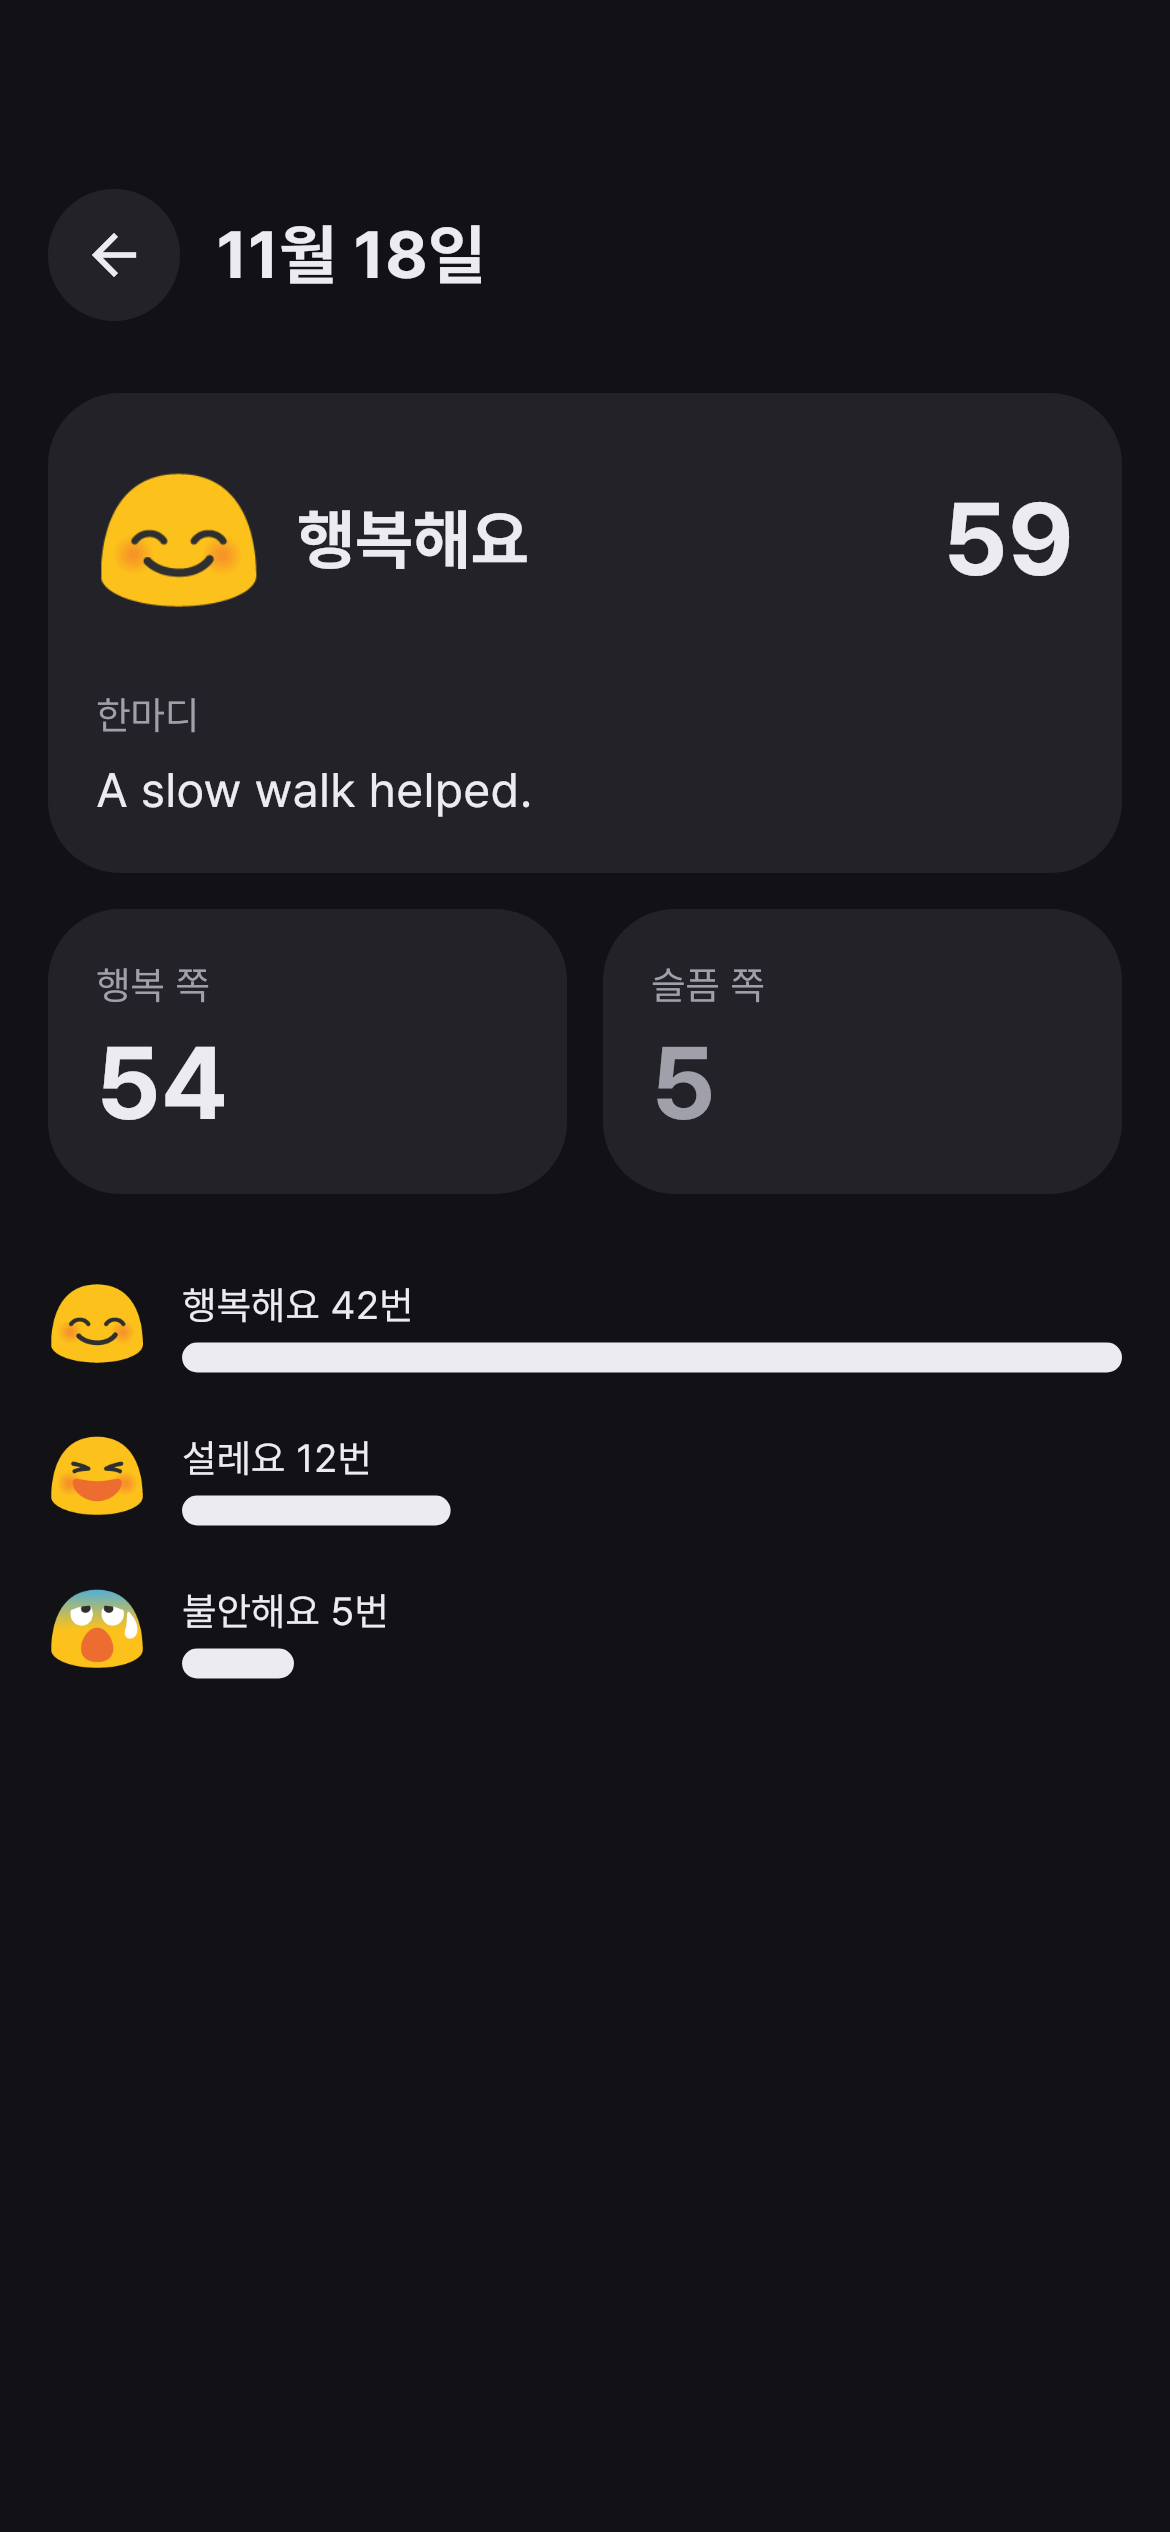 11월 18일
행복해요
59
한마디
A slow walk helped.
행복 쪽
54
슬픔 쪽
5
행복해요 42번
설레요 12번
불안해요 5번